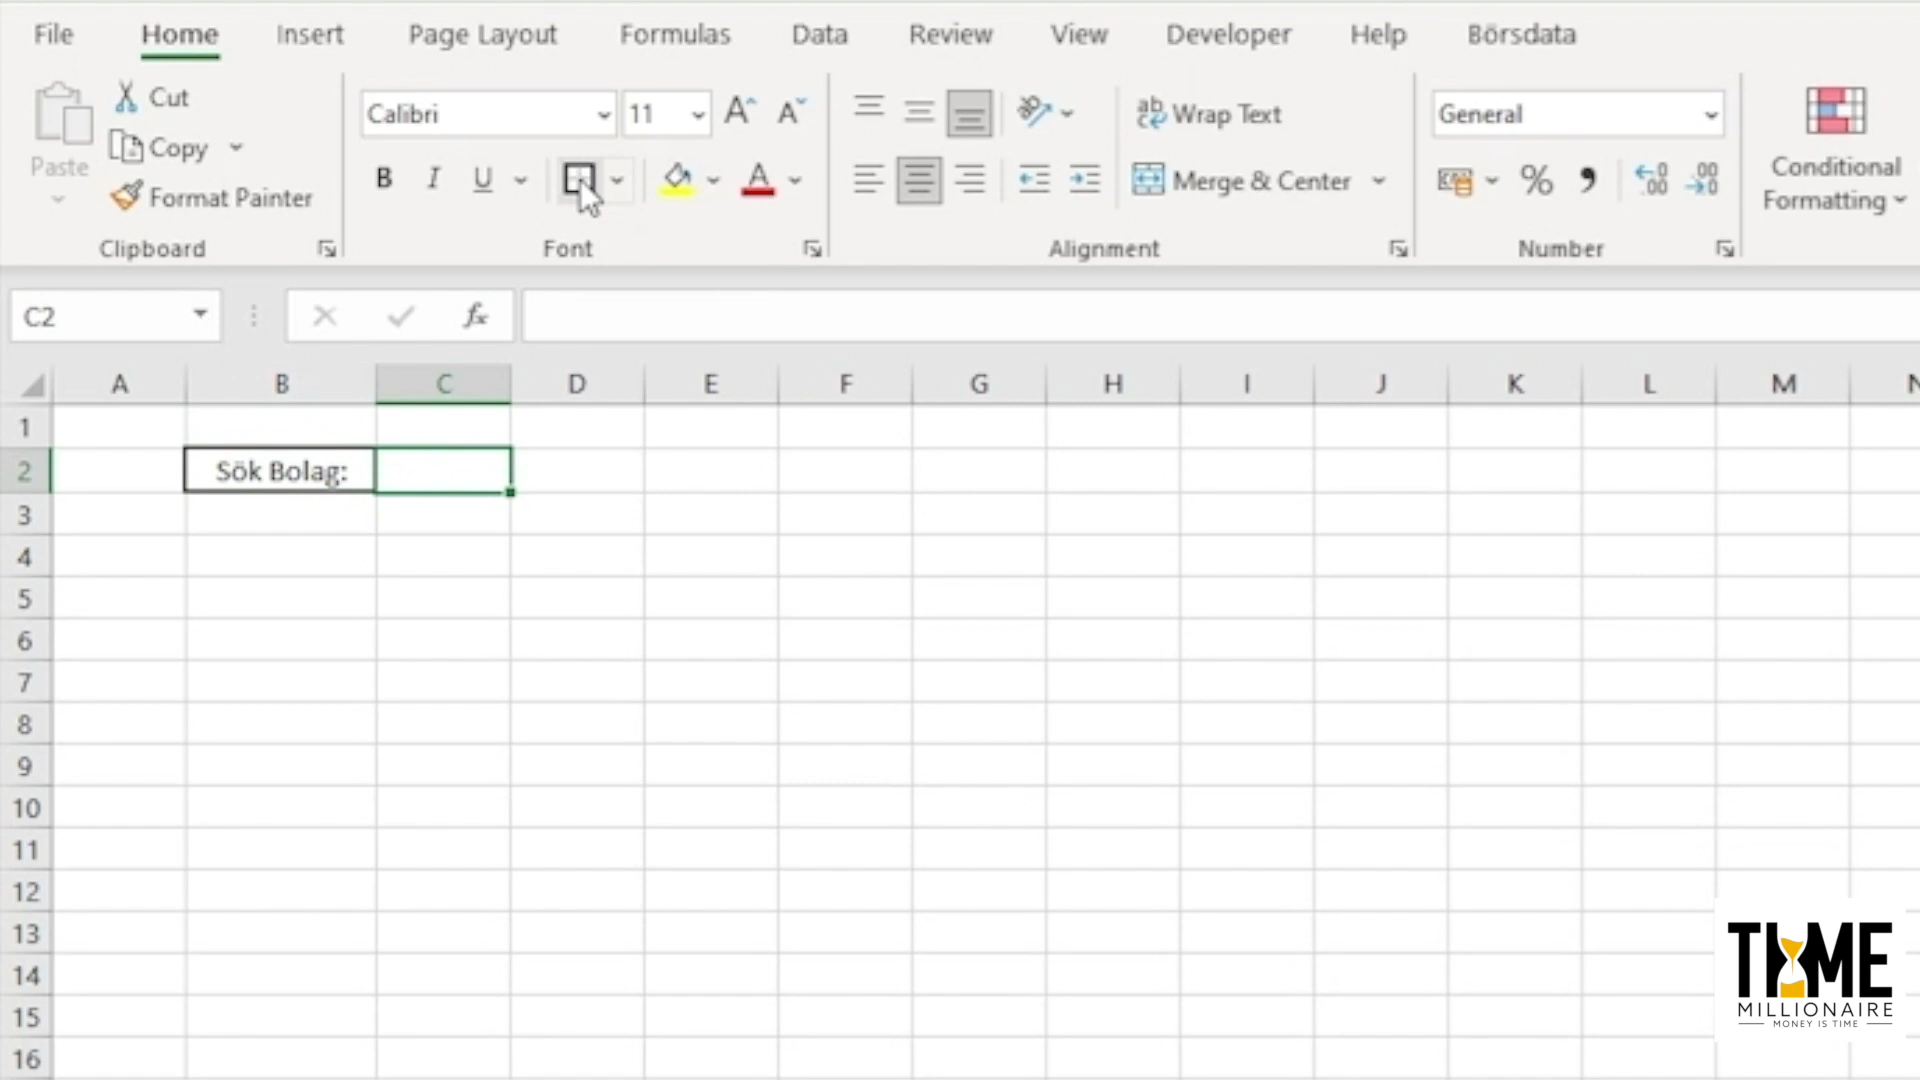 File Home Insert Page Layout Formulas Data Review View Developer Help Börsdata
Paste
Cut
Copy
Format Painter
Clipboard
Calibri 11
B I U
Font
Wrap Text
Merge & Center
Alignment
General
Number
Conditional
Formatting
C2
fx
A B C D E F G H I J K L M
1
2 Sök Bolag:
3
4
5
6
7
8
9
10
11
12
13
14
15
16
TIME
MILLIONAIRE
MONEY IS TIME